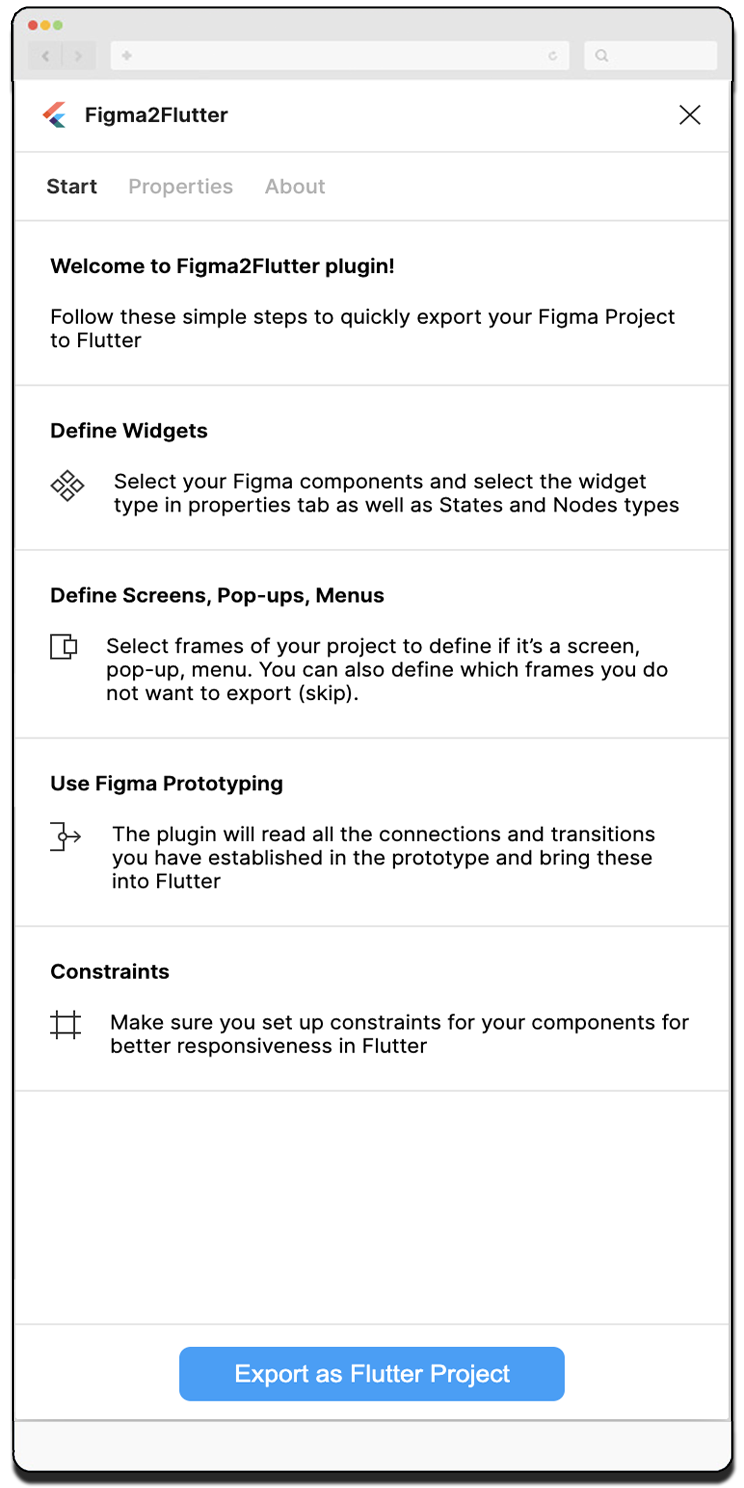 Figma2Flutter
Start Properties About
Welcome to Figma2Flutter plugin!
Follow these simple steps to quickly export your Figma Project
to Flutter
Define Widgets
Select your Figma components and select the widget
type in properties tab as well as States and Nodes types
Define Screens, Pop-ups, Menus
Select frames of your project to define if it’s a screen,
pop-up, menu. You can also define which frames you do
not want to export (skip).
Use Figma Prototyping
The plugin will read all the connections and transitions
you have established in the prototype and bring these
into Flutter
Constraints
Make sure you set up constraints for your components for
better responsiveness in Flutter
Export as Flutter Project